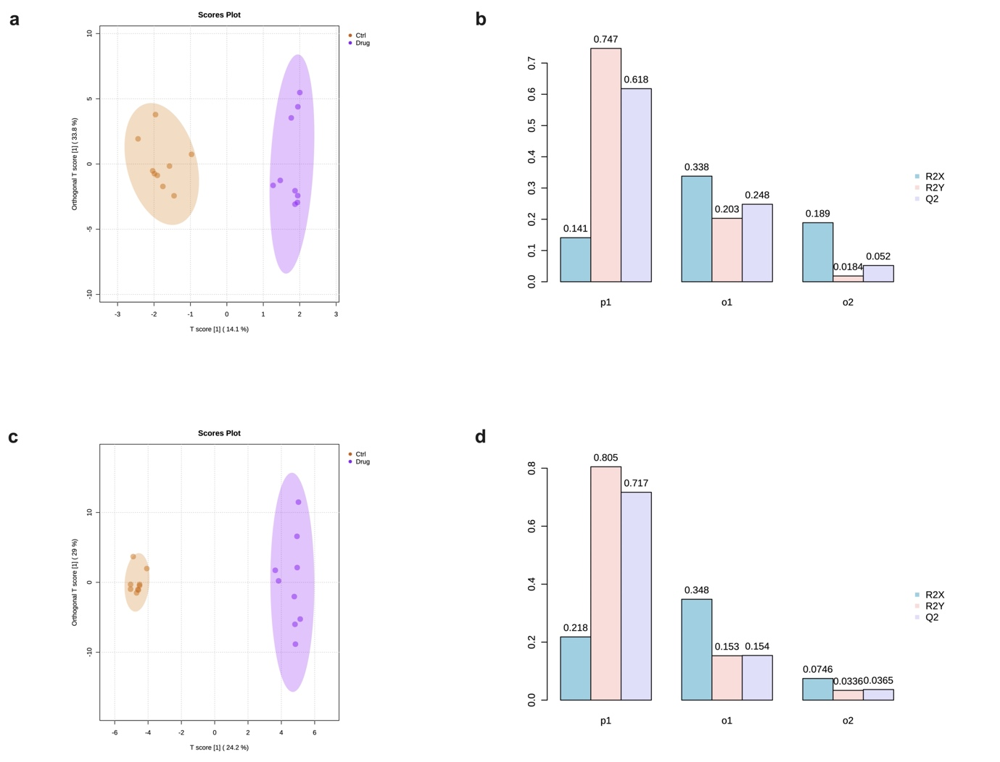 a
Scores Plot
Ctrl
Drug
10
5
0
-5
-10
Orthogonal T score [1] ( 33.8 %)
-3 -2 -1 0 1 2 3
T score [1] ( 14.1 %)
b
0.7
0.6
0.5
0.4
0.3
0.2
0.1
0.0
0.141 0.747 0.618
0.338 0.203 0.248
0.189 0.0184 0.052
p1 o1 o2
R2X
R2Y
Q2
c
Scores Plot
Ctrl
Drug
10
0
-10
Orthogonal T score [1] ( 29 %)
-6 -4 -2 0 2 4 6
T score [1] ( 24.2 %)
d
0.8
0.6
0.4
0.2
0.0
0.218 0.805 0.717
0.348 0.153 0.154
0.0746 0.0336 0.0365
p1 o1 o2
R2X
R2Y
Q2